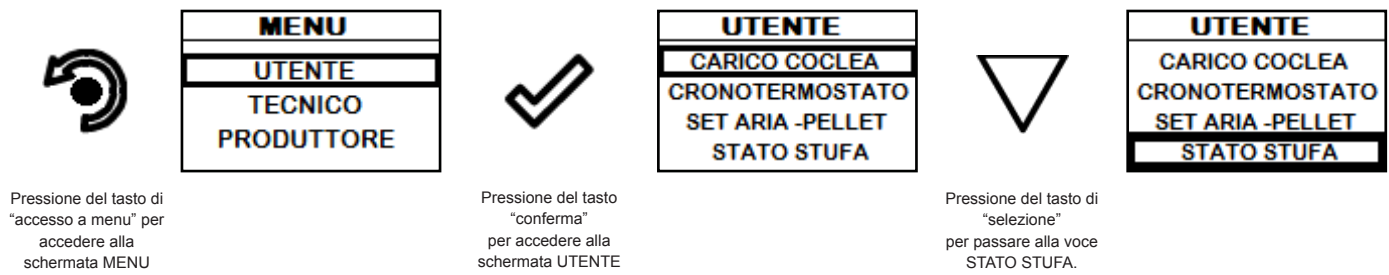 MENU
UTENTE
TECNICO
PRODUTTORE
UTENTE
CARICO COCLEA
CRONOTERMOSTATO
SET ARIA -PELLET
STATO STUFA
UTENTE
CARICO COCLEA
CRONOTERMOSTATO
SET ARIA -PELLET
STATO STUFA
Pressione del tasto di
“accesso a menu” per
accedere alla
schermata MENU
Pressione del tasto
“conferma”
per accedere alla
schermata UTENTE
Pressione del tasto di
“selezione”
per passare alla voce
STATO STUFA.